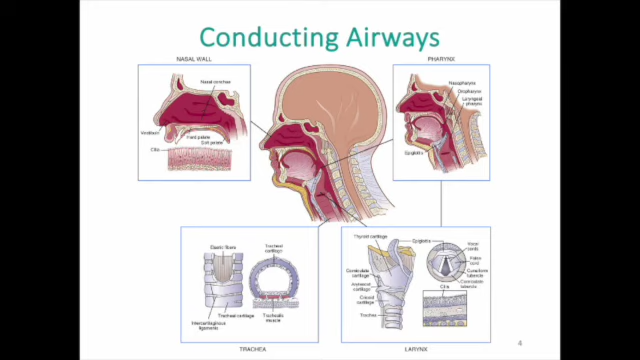 Conducting Airways
NASAL WALL
Nasal conchae
Vestibule
Hard palate
Soft palate
Cilia
PHARYNX
Nasopharynx
Oropharynx
Laryngeal
pharynx
Epiglottis
Elastic fibers
Tracheal
cartilage
Tracheal cartilage
Intercartilaginous
ligaments
Trachealis
muscle
TRACHEA
Thyroid cartilage
Epiglottis
Corniculate
cartilage
Arytenoid
cartilage
Cricoid
cartilage
Trachea
Vocal
cords
False
cord
Cuneiform
tubercle
Corniculate
tubercle
Cilia
LARYNX
4